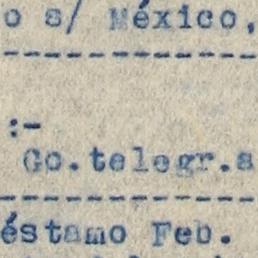 o s/ México,
:-
Go.telegr.s
éstamo Feb.